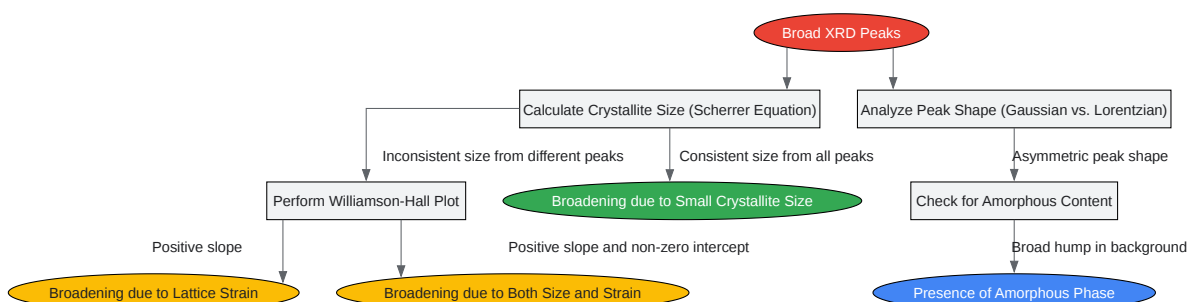 Broad XRD Peaks
Calculate Crystallite Size (Scherrer Equation)
Analyze Peak Shape (Gaussian vs. Lorentzian)
Inconsistent size from different peaks
Consistent size from all peaks
Asymmetric peak shape
Perform Williamson-Hall Plot
Broadening due to Small Crystallite Size
Check for Amorphous Content
Positive slope
Positive slope and non-zero intercept
Broad hump in background
Broadening due to Lattice Strain
Broadening due to Both Size and Strain
Presence of Amorphous Phase